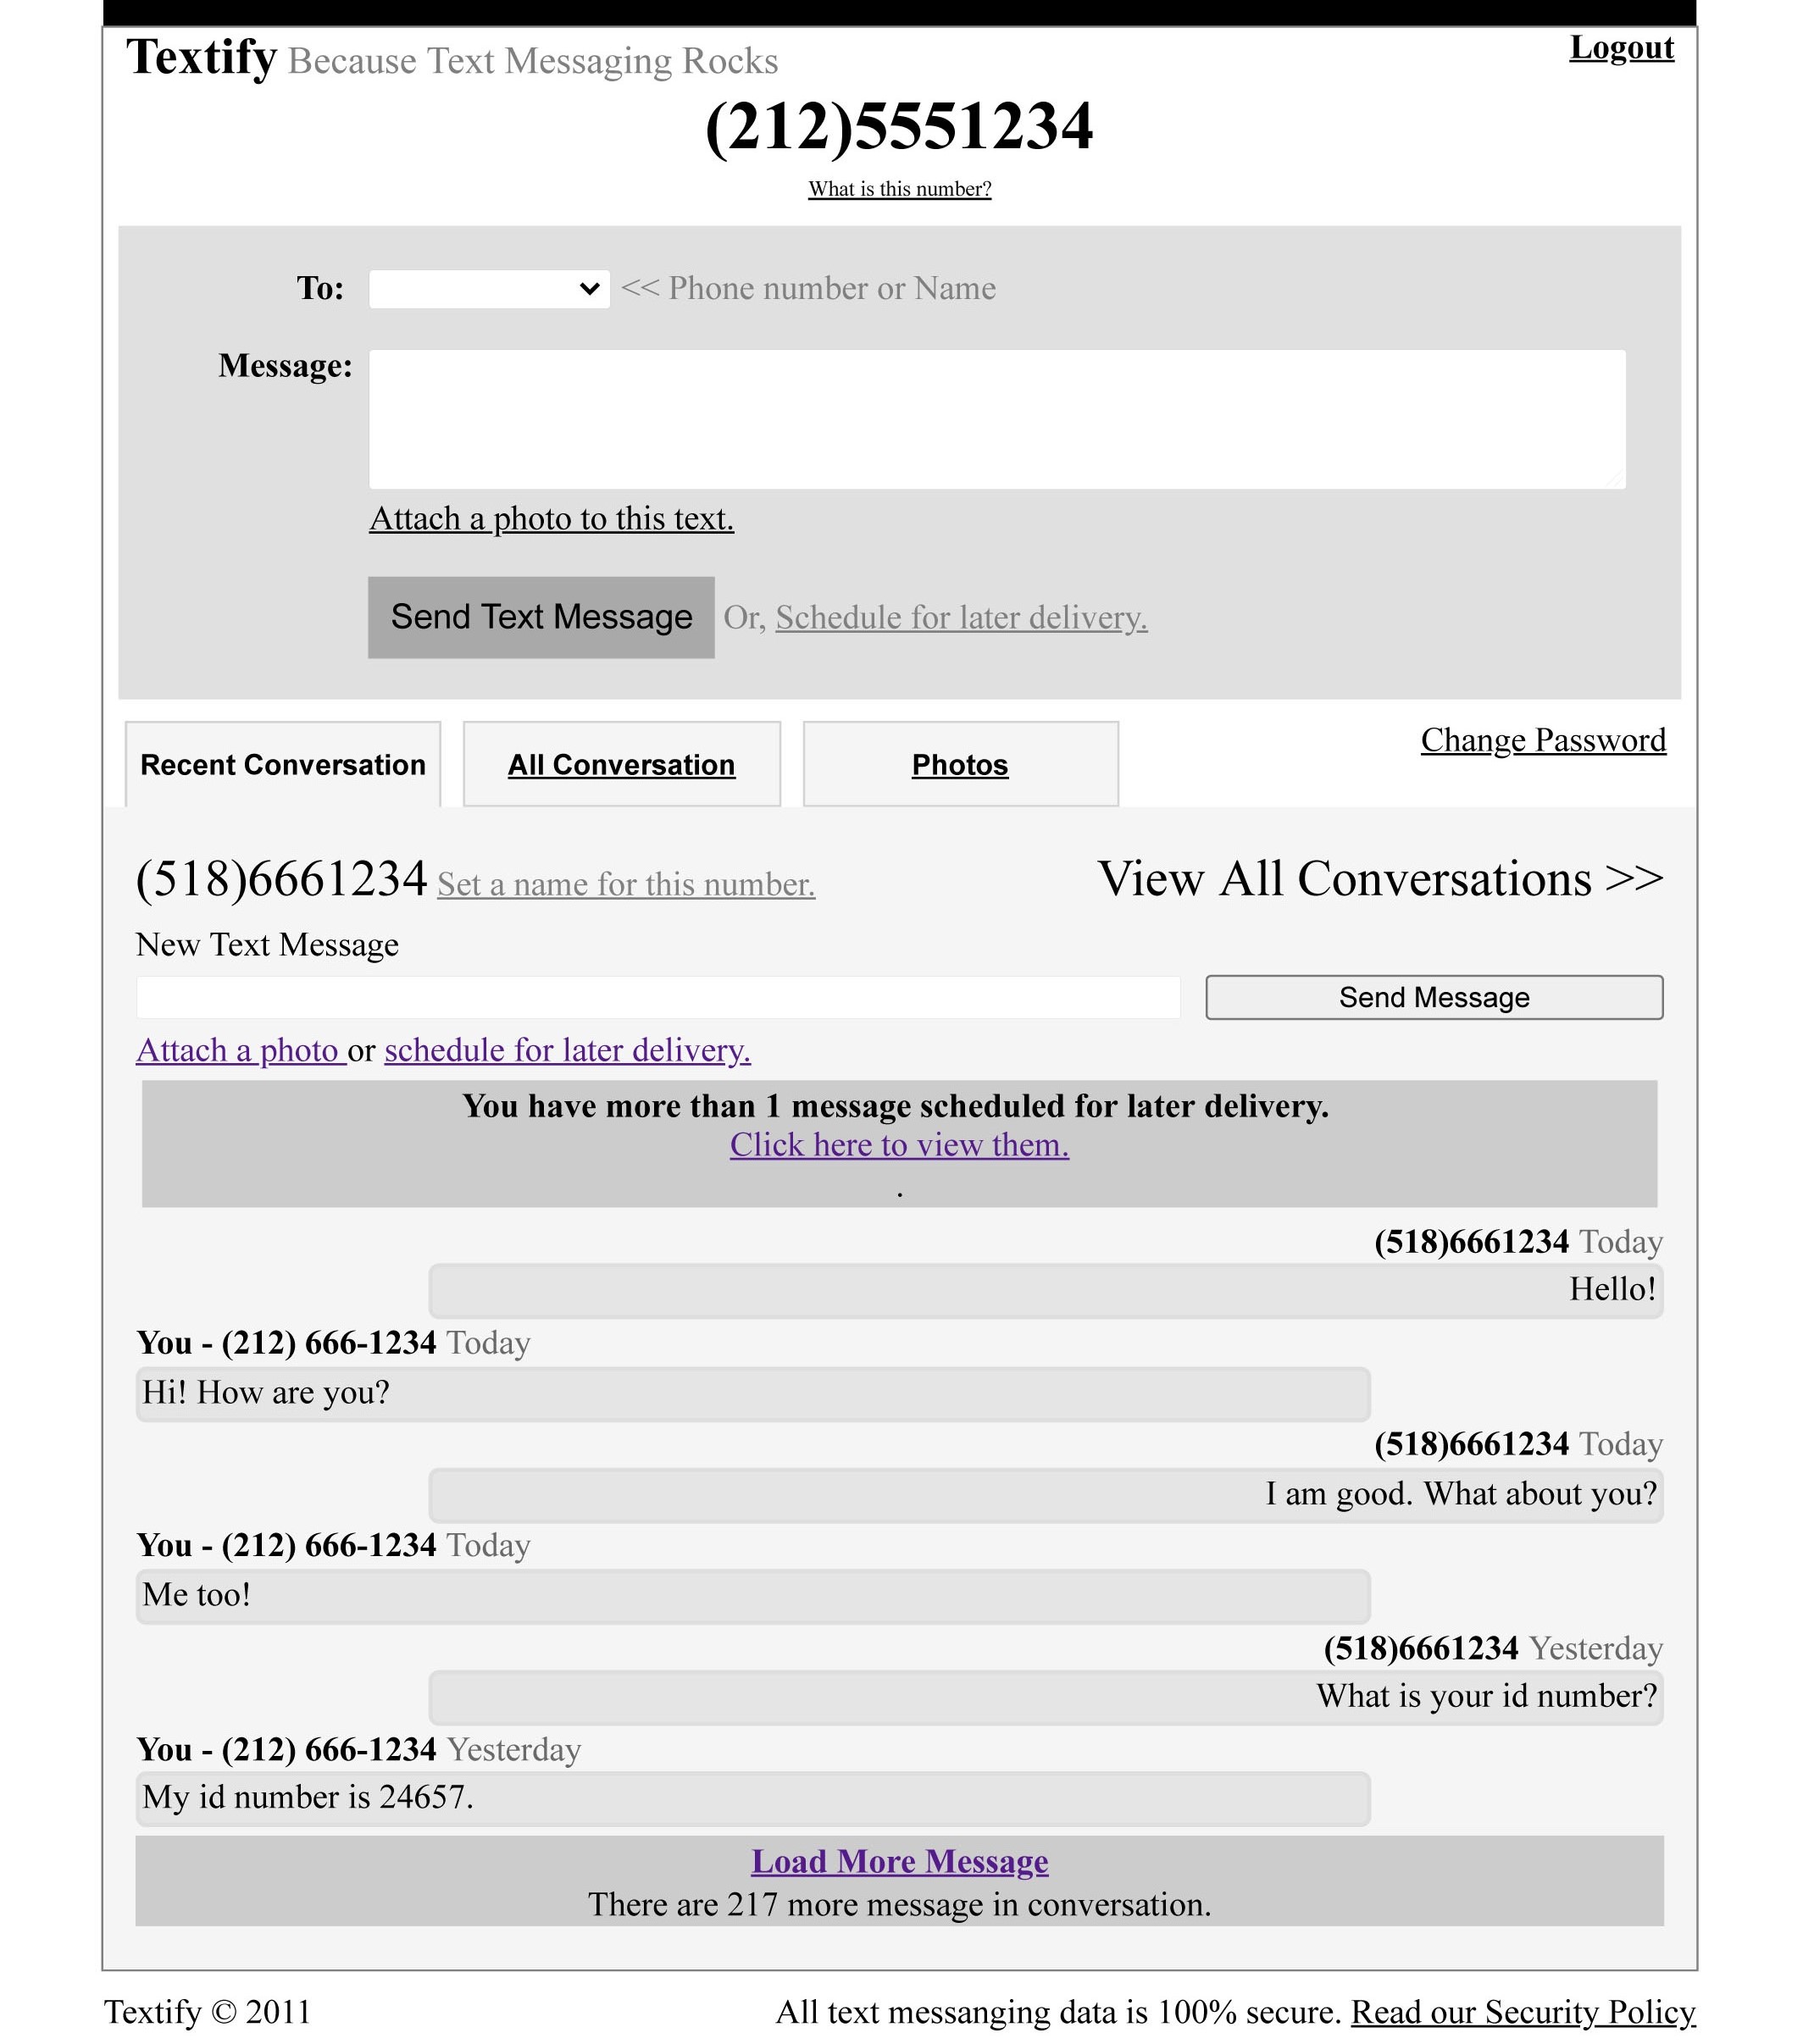 Textify Because Text Messaging Rocks
Logout
(212)5551234
What is this number?
To:
<< Phone number or Name
Message:
Attach a photo to this text.
Send Text Message
Or, Schedule for later delivery.
Recent Conversation
All Conversation
Photos
Change Password
(518)6661234 Set a name for this number.
View All Conversations >>
New Text Message
Send Message
Attach a photo or schedule for later delivery.
You have more than 1 message scheduled for later delivery.
Click here to view them.
.
(518)6661234 Today
Hello!
You - (212) 666-1234 Today
Hi! How are you?
(518)6661234 Today
I am good. What about you?
You - (212) 666-1234 Today
Me too!
(518)6661234 Yesterday
What is your id number?
You - (212) 666-1234 Yesterday
My id number is 24657.
Load More Message
There are 217 more message in conversation.
Textify © 2011
All text messanging data is 100% secure. Read our Security Policy